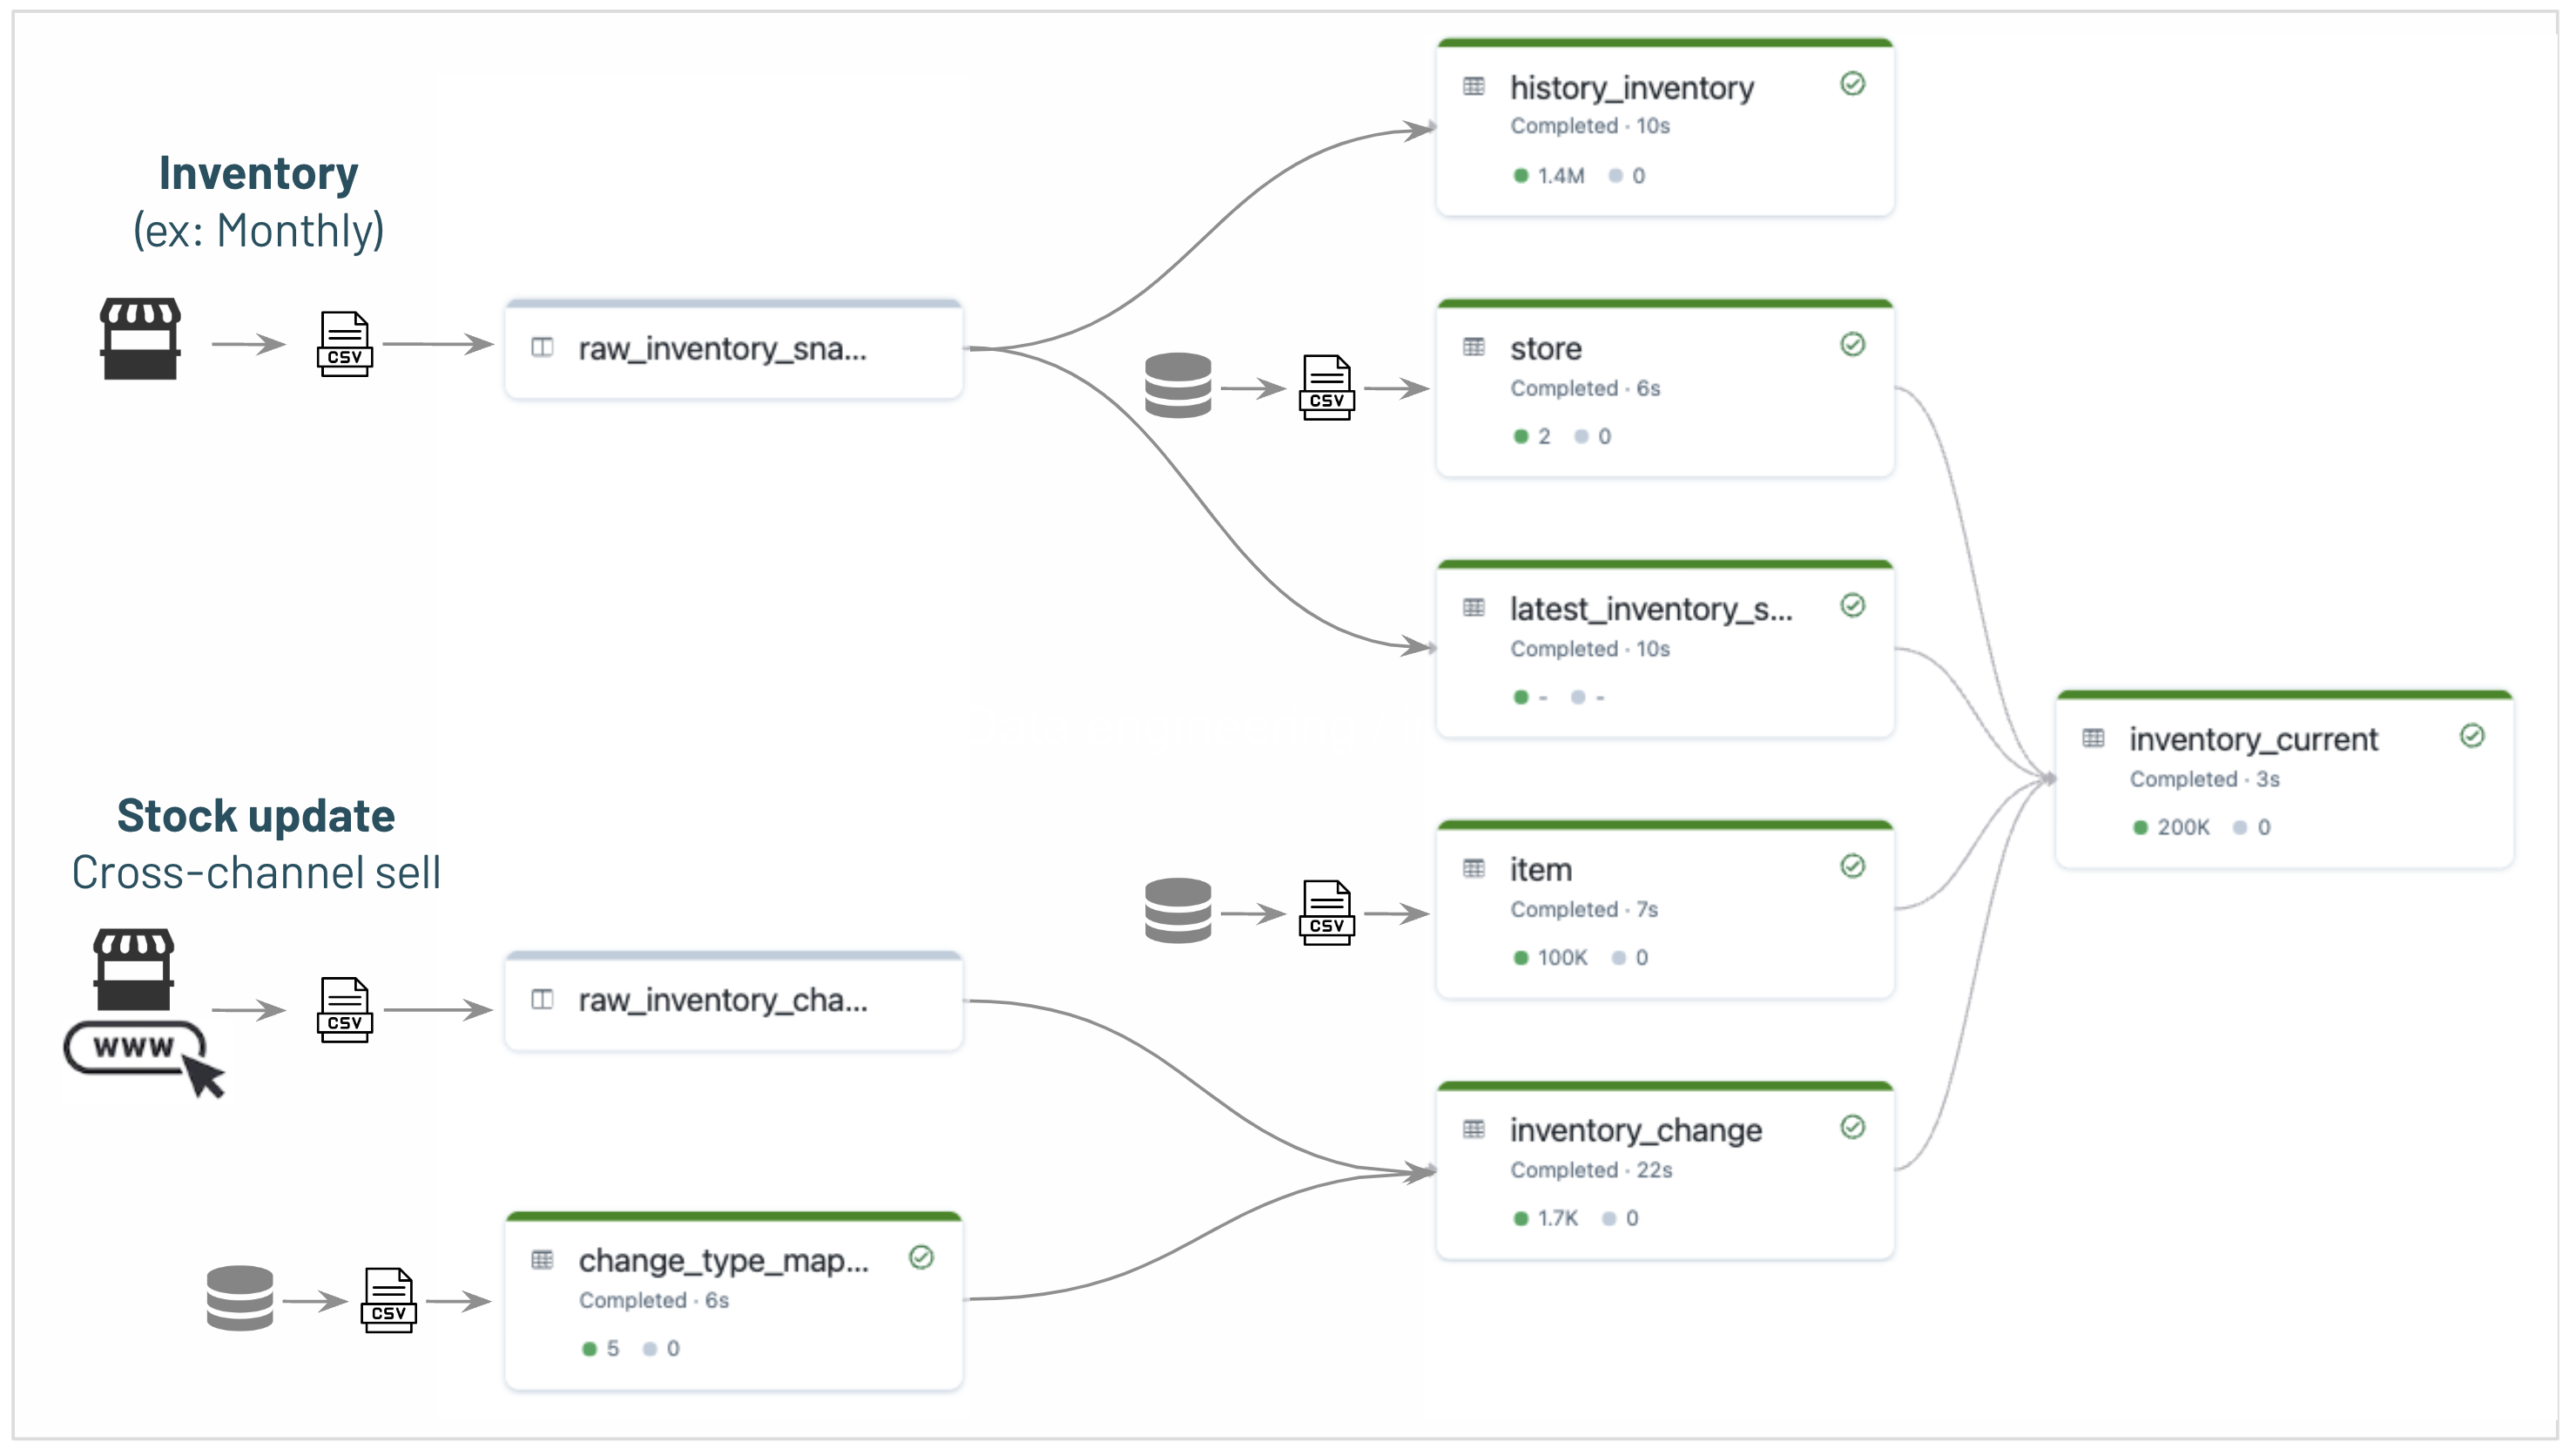 Inventory
(ex: Monthly)
CSV
raw_inventory_sna...
history_inventory
Completed · 10s
1.4M 0
CSV
store
Completed · 6s
2 0
latest_inventory_s...
Completed · 10s
- -
inventory_current
Completed · 3s
200K 0
Stock update
Cross-channel sell
www
CSV
raw_inventory_cha...
CSV
item
Completed · 7s
100K 0
inventory_change
Completed · 22s
1.7K 0
CSV
change_type_map...
Completed · 6s
5 0